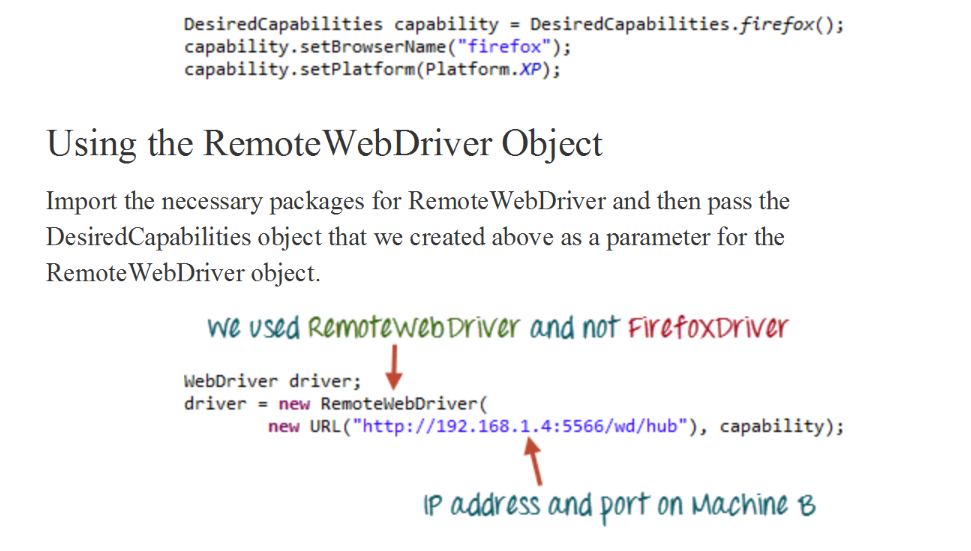 DesiredCapabilities capability = DesiredCapabilities.firefox();
capability.setBrowserName("firefox");
capability.setPlatform(Platform.XP);
Using the RemoteWebDriver Object
Import the necessary packages for RemoteWebDriver and then pass the
DesiredCapabilities object that we created above as a parameter for the
RemoteWebDriver object.
We used RemoteWebDriver and not FirefoxDriver
WebDriver driver;
driver = new RemoteWebDriver(
new URL("http://192.168.1.4:5566/wd/hub"), capability);
IP address and port on Machine B